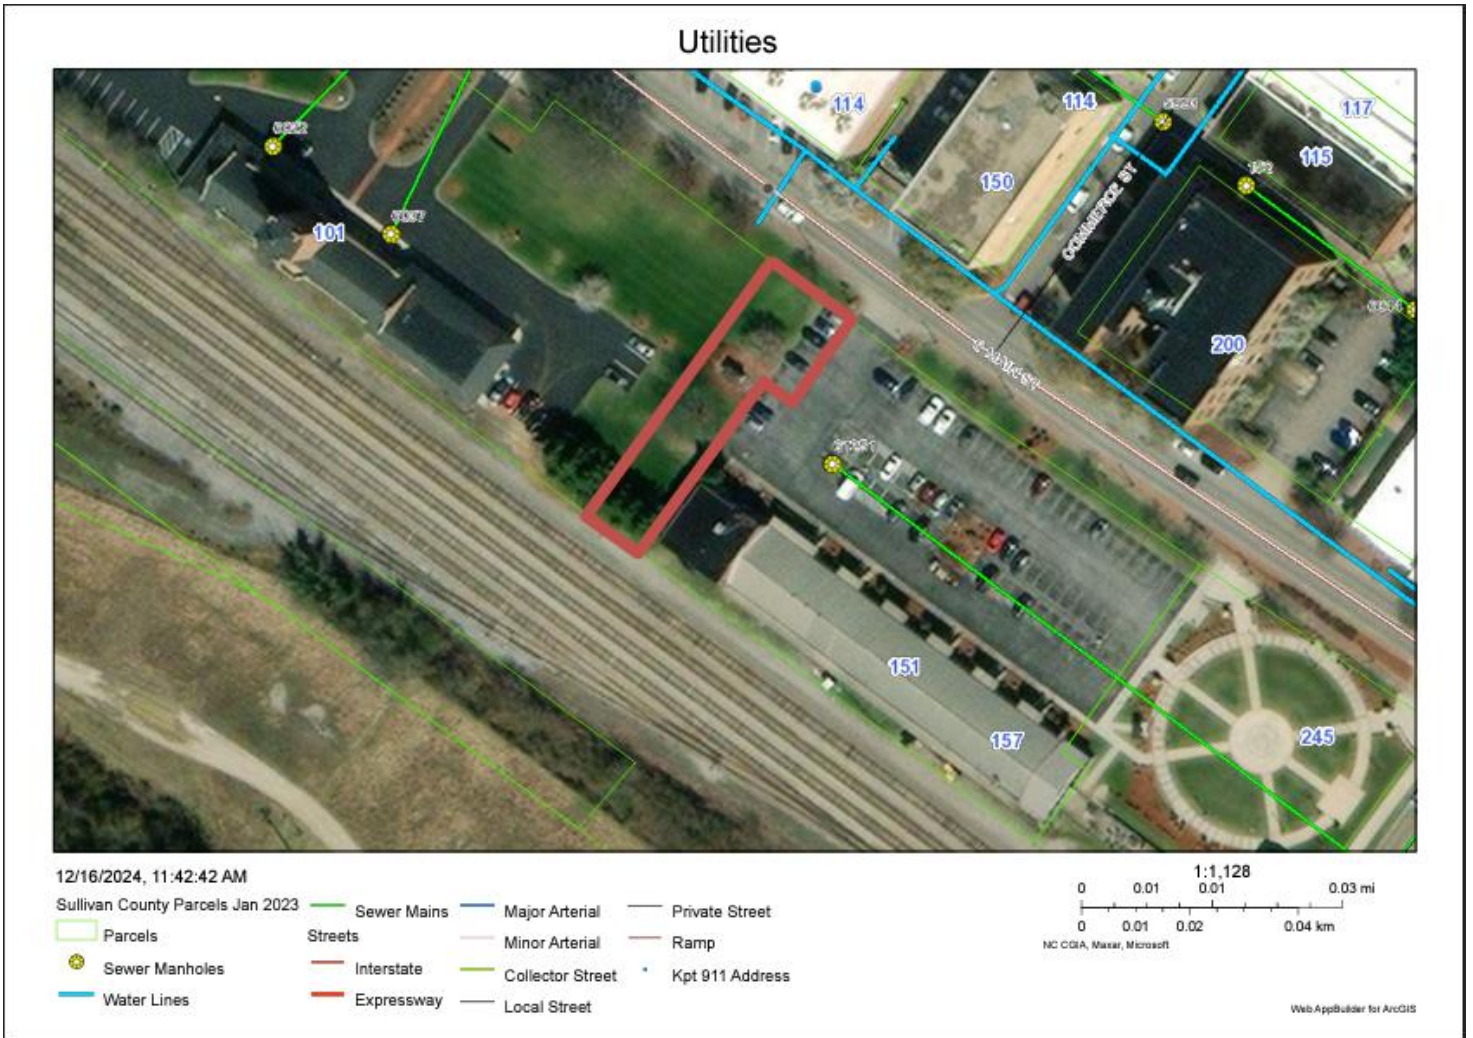 Utilities
114
114
117
115
150
COMMERCE ST
101
200
151
157
245
12/16/2024, 11:42:42 AM
Sullivan County Parcels Jan 2023
Parcels
Sewer Manholes
Water Lines
Sewer Mains
Streets
Interstate
Expressway
Major Arterial
Minor Arterial
Collector Street
Local Street
Private Street
Ramp
Kpt 911 Address
1:1,128
0 0.01 0.01 0.03 mi
0 0.01 0.02 0.04 km
NC CGIA, Maxar, Microsoft
Web AppBuilder for ArcGIS